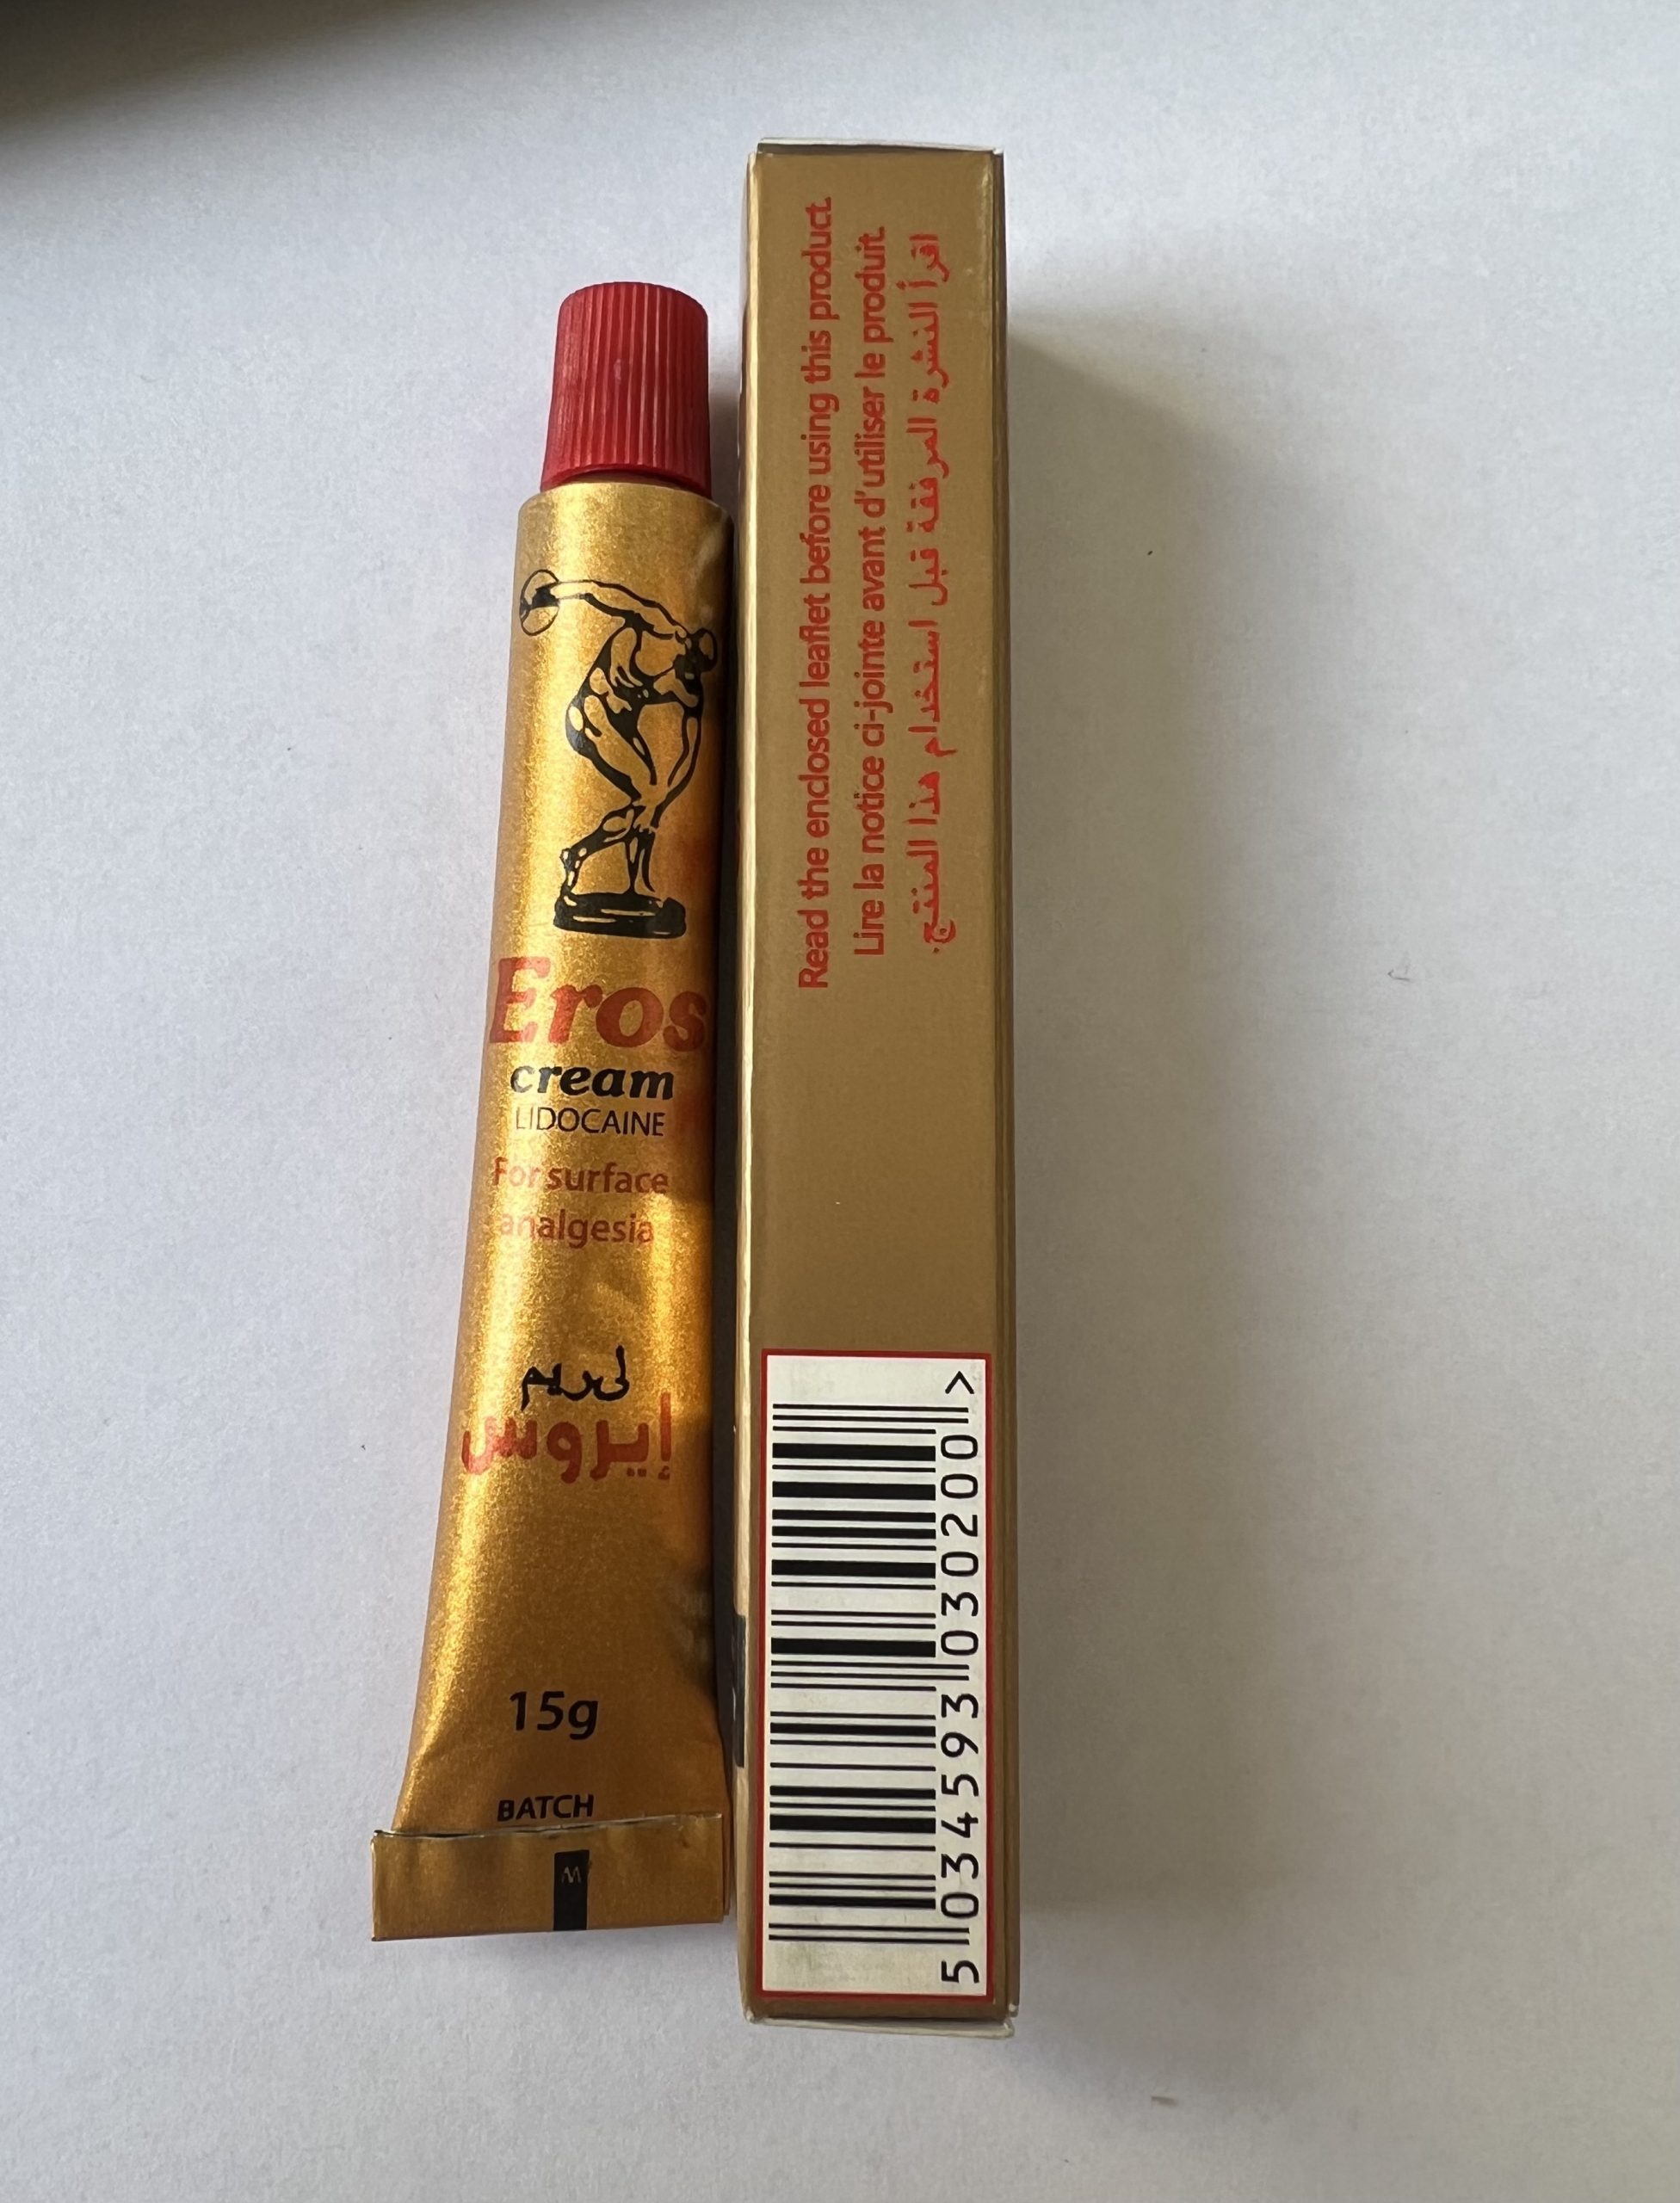 Eros
cream
LIDOCAINE
For surface
analgesia
كريم
إيروس
15g
BATCH
Read the enclosed leaflet before using this product.
Lire la notice ci-jointe avant d'utiliser le produit.
اقرأ النشرة المرفقة قبل استخدام هذا المنتج.
5 034593 030200 >